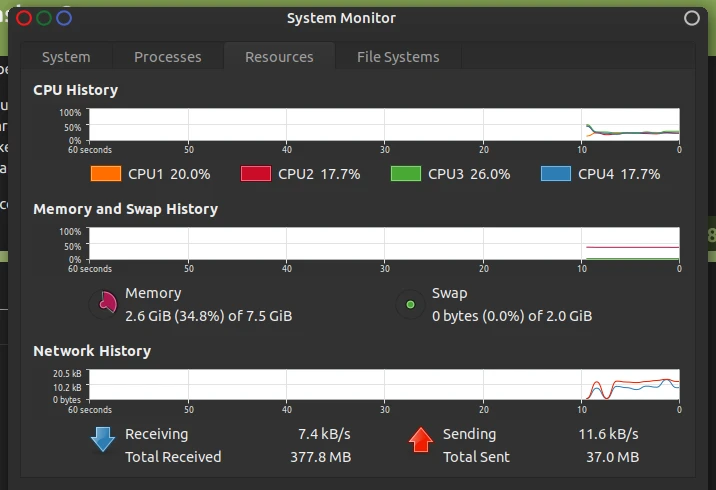 System Monitor
System Processes Resources File Systems
CPU History
100%
50%
0%
60 seconds 50 40 30 20 10 0
CPU1 20.0% CPU2 17.7% CPU3 26.0% CPU4 17.7%
Memory and Swap History
100%
50%
0%
60 seconds 50 40 30 20 10 0
Memory Swap
2.6 GiB (34.8%) of 7.5 GiB 0 bytes (0.0%) of 2.0 GiB
Network History
20.5 kB
10.2 kB
0 bytes
60 seconds 50 40 30 20 10 0
Receiving 7.4 kB/s Sending 11.6 kB/s
Total Received 377.8 MB Total Sent 37.0 MB